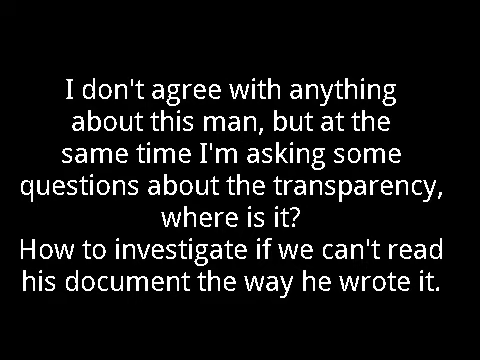 I don't agree with anything
about this man, but at the
same time I'm asking some
questions about the transparency,
where is it?
How to investigate if we can't read
his document the way he wrote it.